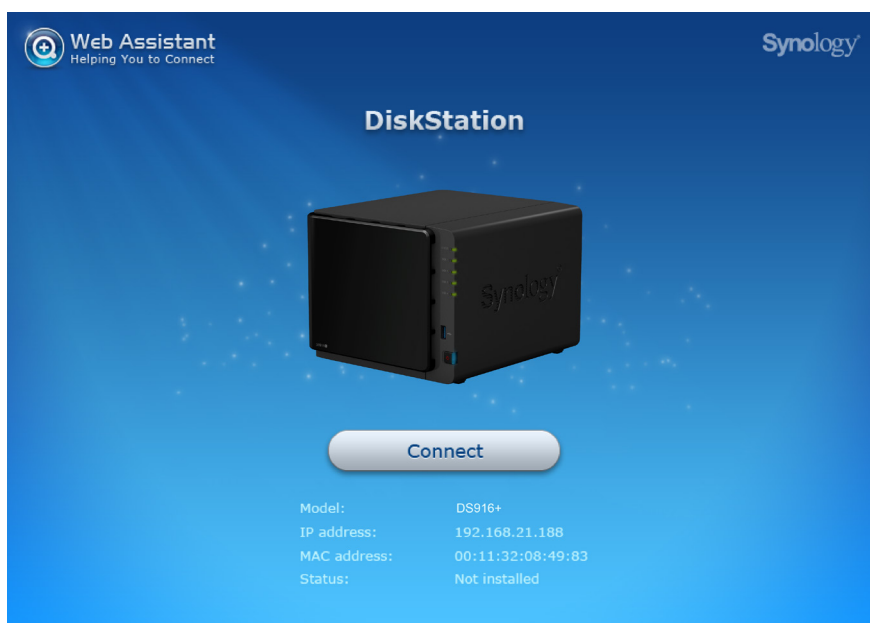 Web Assistant
Helping You to Connect
Synology
DiskStation
Synology
Connect
Model: DS916+
IP address: 192.168.21.188
MAC address: 00:11:32:08:49:83
Status: Not installed